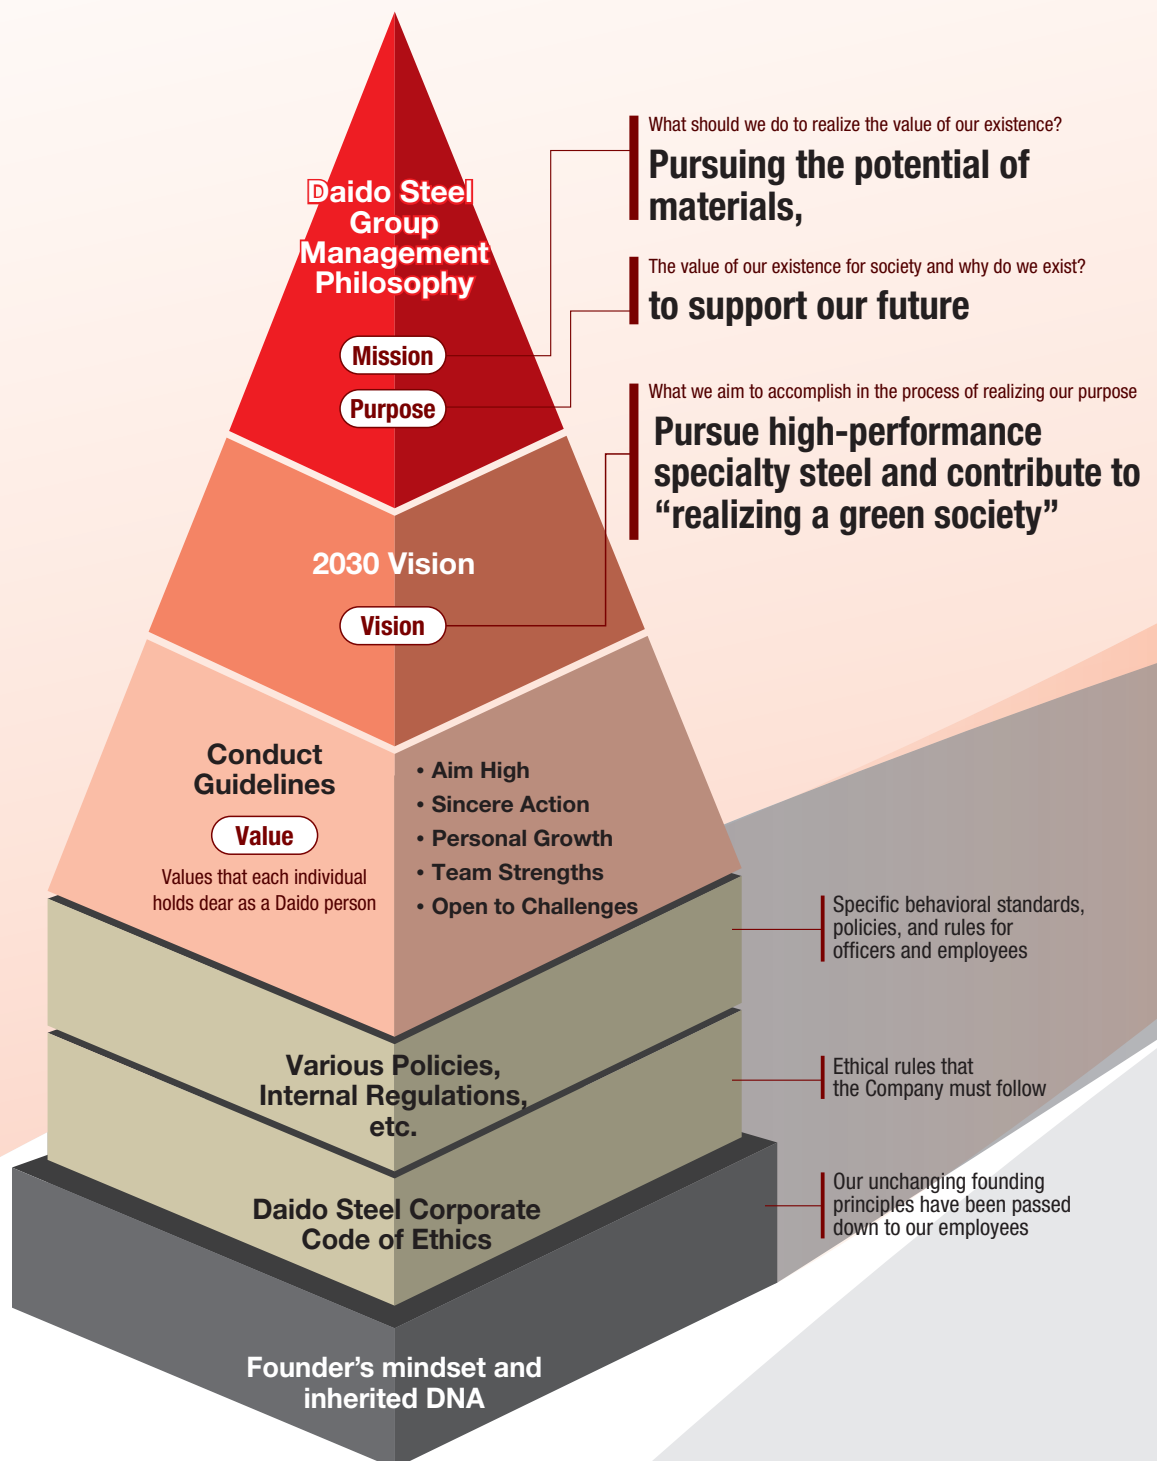 Daido Steel
Group
Management
Philosophy
Mission
Purpose
What should we do to realize the value of our existence?
Pursuing the potential of
materials,
The value of our existence for society and why do we exist?
to support our future
What we aim to accomplish in the process of realizing our purpose
Pursue high-performance
specialty steel and contribute to
“realizing a green society”
2030 Vision
Vision
Conduct
Guidelines
Value
Values that each individual
holds dear as a Daido person
• Aim High
• Sincere Action
• Personal Growth
• Team Strengths
• Open to Challenges
Specific behavioral standards,
policies, and rules for
officers and employees
Various Policies,
Internal Regulations,
etc.
Ethical rules that
the Company must follow
Daido Steel Corporate
Code of Ethics
Our unchanging founding
principles have been passed
down to our employees
Founder’s mindset and
inherited DNA